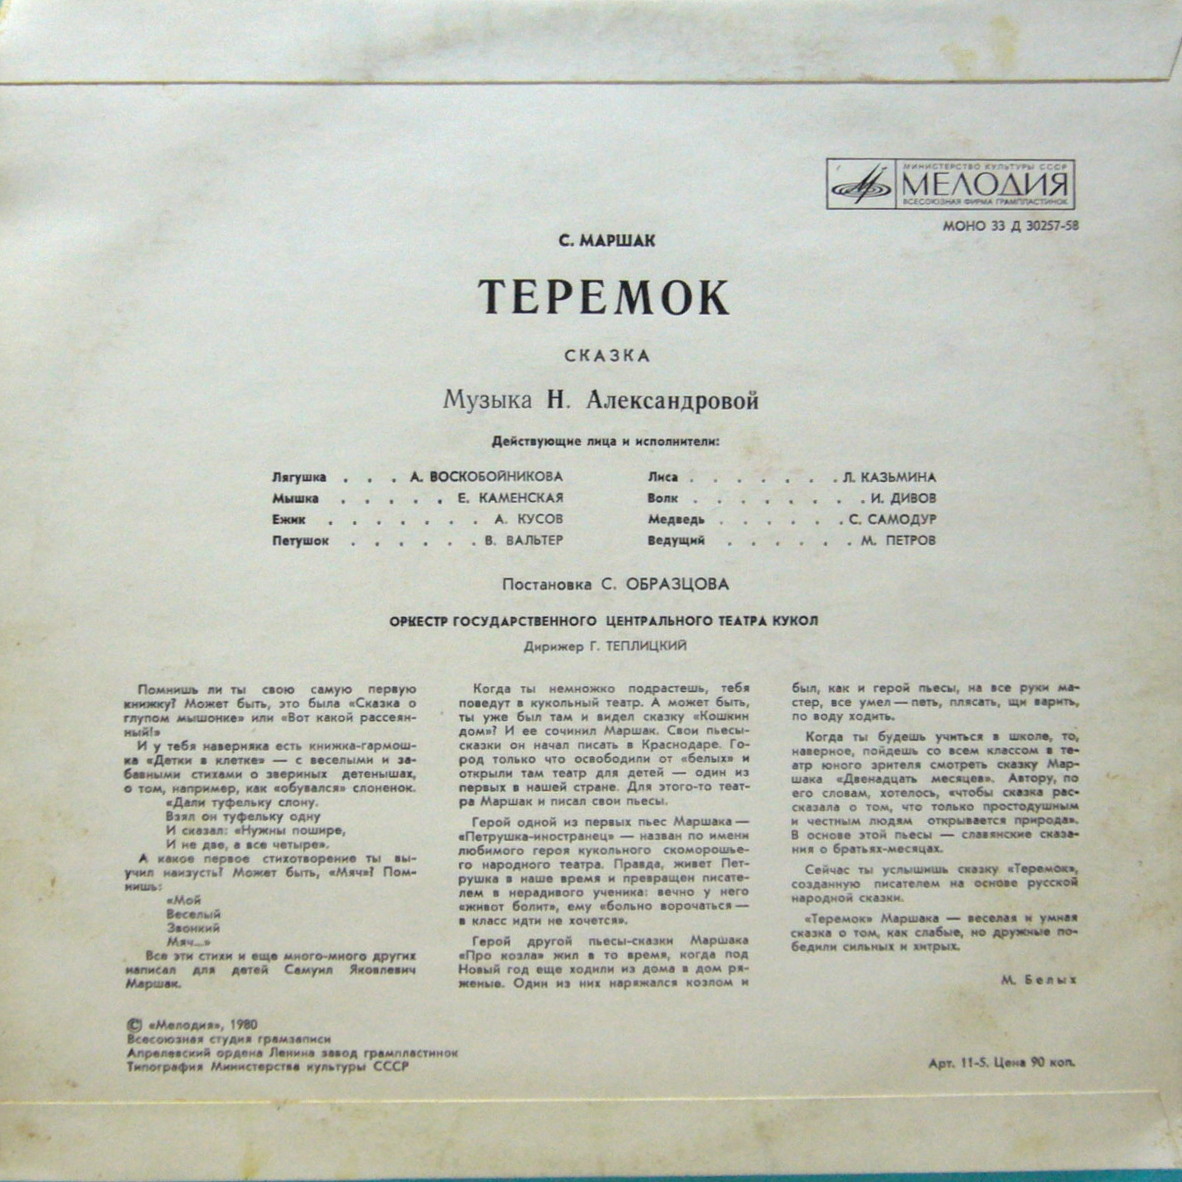 МИНИСТЕРСТВО КУЛЬТУРЫ СССР
МЕЛОДИЯ
ВСЕСОЮЗНАЯ ФИРМА ГРАМПЛАСТИНОК
МОНО 33 Д 30257-58
С. МАРШАК
ТЕРЕМОК
СКАЗКА
Музыка Н. Александровой
Действующие лица и исполнители:
Лягушка . . . А. ВОСКОБОЙНИКОВА
Мышка . . . . . Е. КАМЕНСКАЯ
Ежик . . . . . . . А. КУСОВ
Петушок . . . . . . В. ВАЛЬТЕР
Лиса . . . . . . . Л. КАЗЬМИНА
Волк . . . . . . . . И. ДИВОВ
Медведь . . . . . . С. САМОДУР
Ведущий . . . . . . М. ПЕТРОВ
Постановка С. ОБРАЗЦОВА
ОРКЕСТР ГОСУДАРСТВЕННОГО ЦЕНТРАЛЬНОГО ТЕАТРА КУКОЛ
Дирижер Г. ТЕПЛИЦКИЙ
Помнишь ли ты свою самую первую
книжку? Может быть, это была «Сказка о
глупом мышонке» или «Вот какой рассеян-
ный!»
И у тебя наверняка есть книжка-гармош-
ка «Детки в клетке» — с веселыми и за-
бавными стихами о звериных детенышах,
о том, например, как «обувался» слоненок.
«Дали туфельку слону.
Взял он туфельку одну
И сказал: «Нужны пошире,
И не две, а все четыре».
А какое первое стихотворение ты вы-
учил наизусть? Может быть, «Мяч»? Пом-
нишь:
«Мой
Веселый
Звонкий
Мяч...»
Все эти стихи и еще много-много других
написал для детей Самуил Яковлевич
Маршак.
Когда ты немножко подрастешь, тебя
поведут в кукольный театр. А может быть,
ты уже был там и видел сказку «Кошкин
дом»? И ее сочинил Маршак. Свои пьесы-
сказки он начал писать в Краснодаре. Го-
род только что освободили от «белых» и
открыли там театр для детей — один из
первых в нашей стране. Для этого-то теат-
ра Маршак и писал свои пьесы.
Герой одной из первых пьес Маршака —
«Петрушка-иностранец» — назван по имени
любимого героя кукольного скоморошье-
го народного театра. Правда, живет Пет-
рушка в наше время и превращен писате-
лем в нерадивого ученика: вечно у него
«живот болит», ему «больно ворочаться —
в класс идти не хочется».
Герой другой пьесы-сказки Маршака
«Про козла» жил в то время, когда под
Новый год еще ходили из дома в дом ря-
женые. Один из них наряжался козлом и
был, как и герой пьесы, на все руки ма-
стер, все умел — петь, плясать, щи варить,
по воду ходить.
Когда ты будешь учиться в школе, то,
наверное, пойдешь со всем классом в те-
атр юного зрителя смотреть сказку Мар-
шака «Двенадцать месяцев». Автору, по
его словам, хотелось, «чтобы сказка рас-
сказала о том, что только простодушным
и честным людям открывается природа».
В основе этой пьесы — славянские сказа-
ния о братьях-месяцах.
Сейчас ты услышишь сказку «Теремок»,
созданную писателем на основе русской
народной сказки.
«Теремок» Маршака — веселая и умная
сказка о том, как слабые, но дружные по-
бедили сильных и хитрых.
М. Белых
© «Мелодия», 1980
Всесоюзная студия грамзаписи
Апрелевский ордена Ленина завод грампластинок
Типография Министерства культуры СССР
Арт. 11-5. Цена 90 коп.